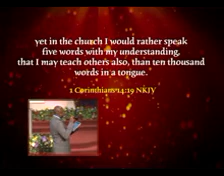 yet in the church I would rather speak
five words with my understanding,
that I may teach others also, than ten thousand
words in a tongue.
1 Corinthians 14:19 NKJV